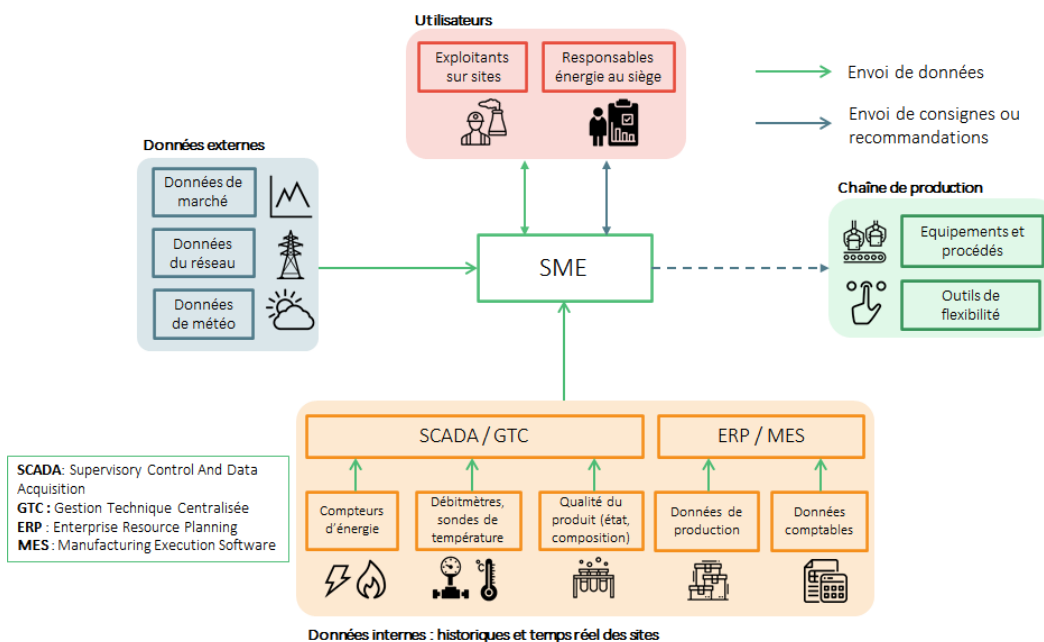 Utilisateurs
Exploitants
sur sites
Responsables
énergie au siège
Envoi de données
Envoi de consignes ou
recommandations
Données externes
Données de
marché
Données
du réseau
Données
de météo
SME
Chaîne de production
Equipements et
procédés
Outils de
flexibilité
SCADA / GTC
ERP / MES
Compteurs
d'énergie
Débitmètres,
sondes de
température
°C
Qualité du
produit (état,
composition)
Données de
production
Données
comptables
SCADA: Supervisory Control And Data
Acquisition
GTC : Gestion Technique Centralisée
ERP : Enterprise Resource Planning
MES : Manufacturing Execution Software
Données internes : historiques et temps réel des sites